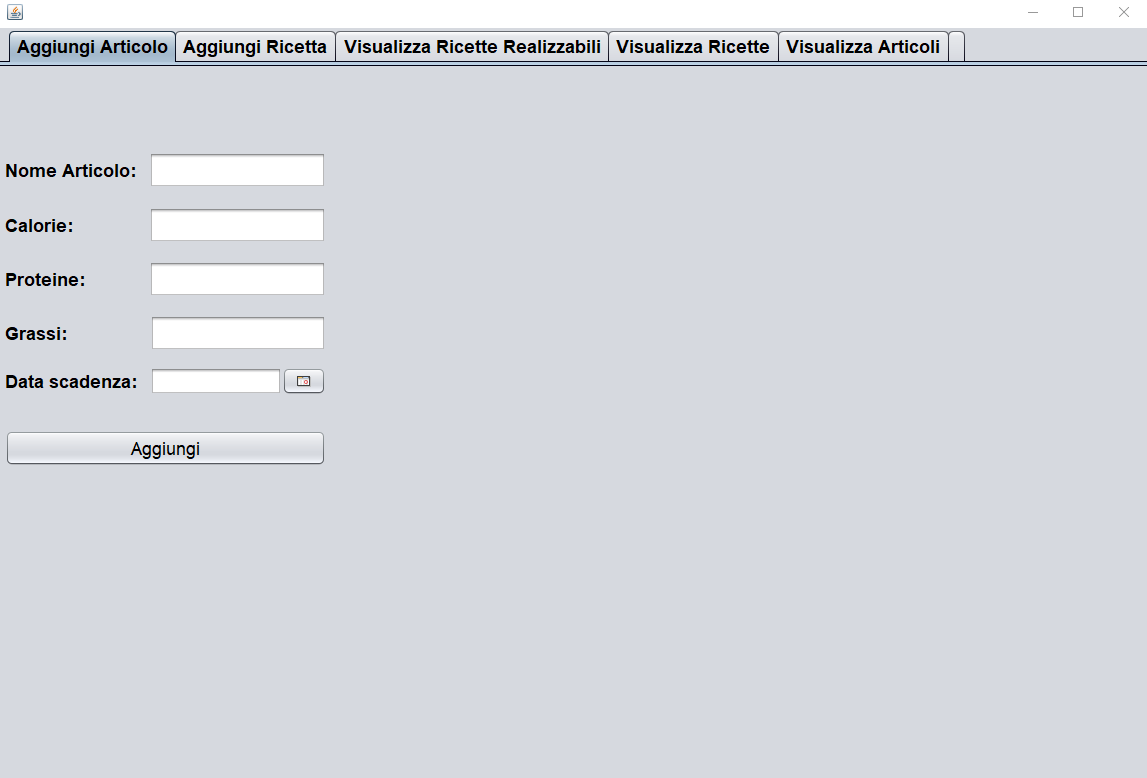 Aggiungi Articolo Aggiungi Ricetta Visualizza Ricette Realizzabili Visualizza Ricette Visualizza Articoli
Nome Articolo:
Calorie:
Proteine:
Grassi:
Data scadenza:
Aggiungi